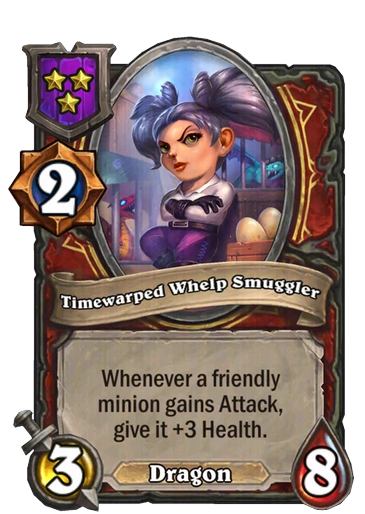 2
Timewarped Whelp Smuggler
Whenever a friendly
minion gains Attack,
give it +3 Health.
3
Dragon
8